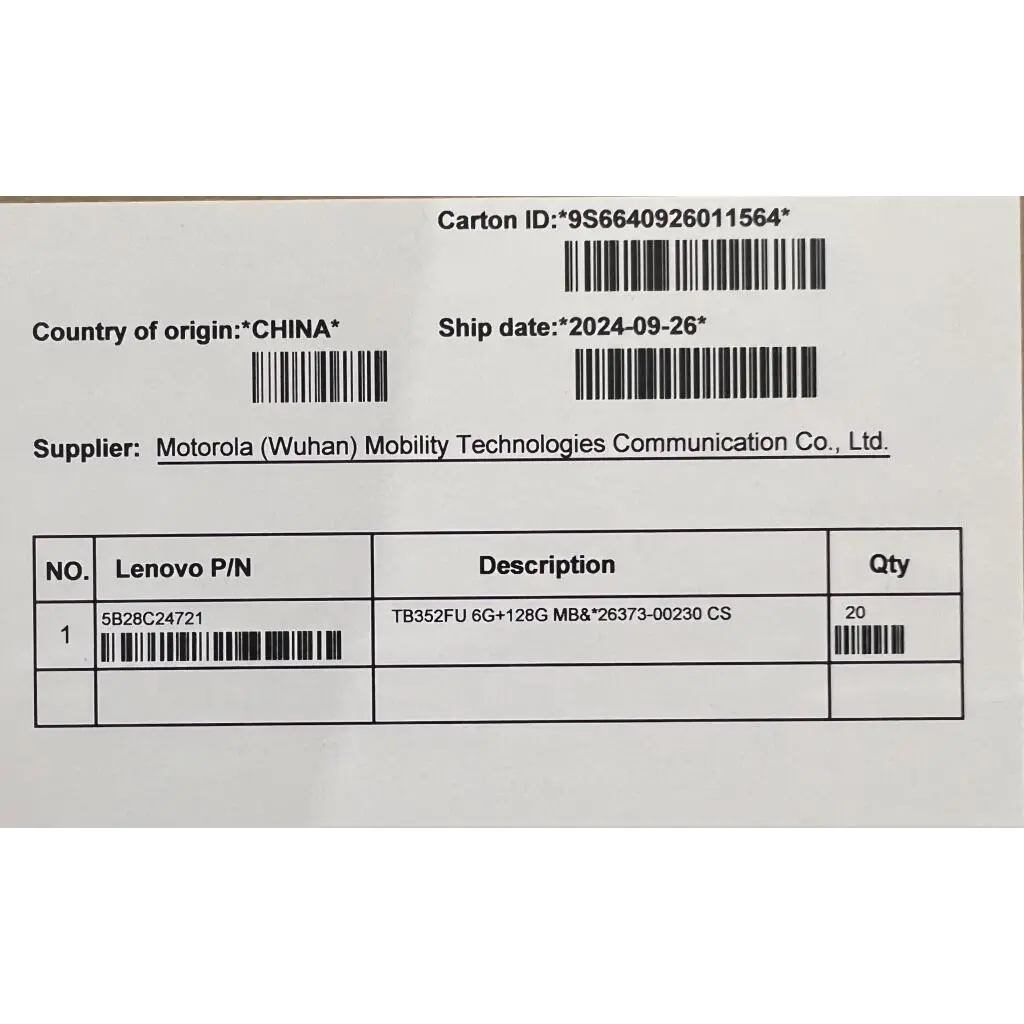 Carton ID:*9S6640926011564*
Country of origin:*CHINA*
Ship date:*2024-09-26*
Supplier: Motorola (Wuhan) Mobility Technologies Communication Co., Ltd.
NO. Lenovo P/N Description Qty
1 5B28C24721 TB352FU 6G+128G MB&*26373-00230 CS 20